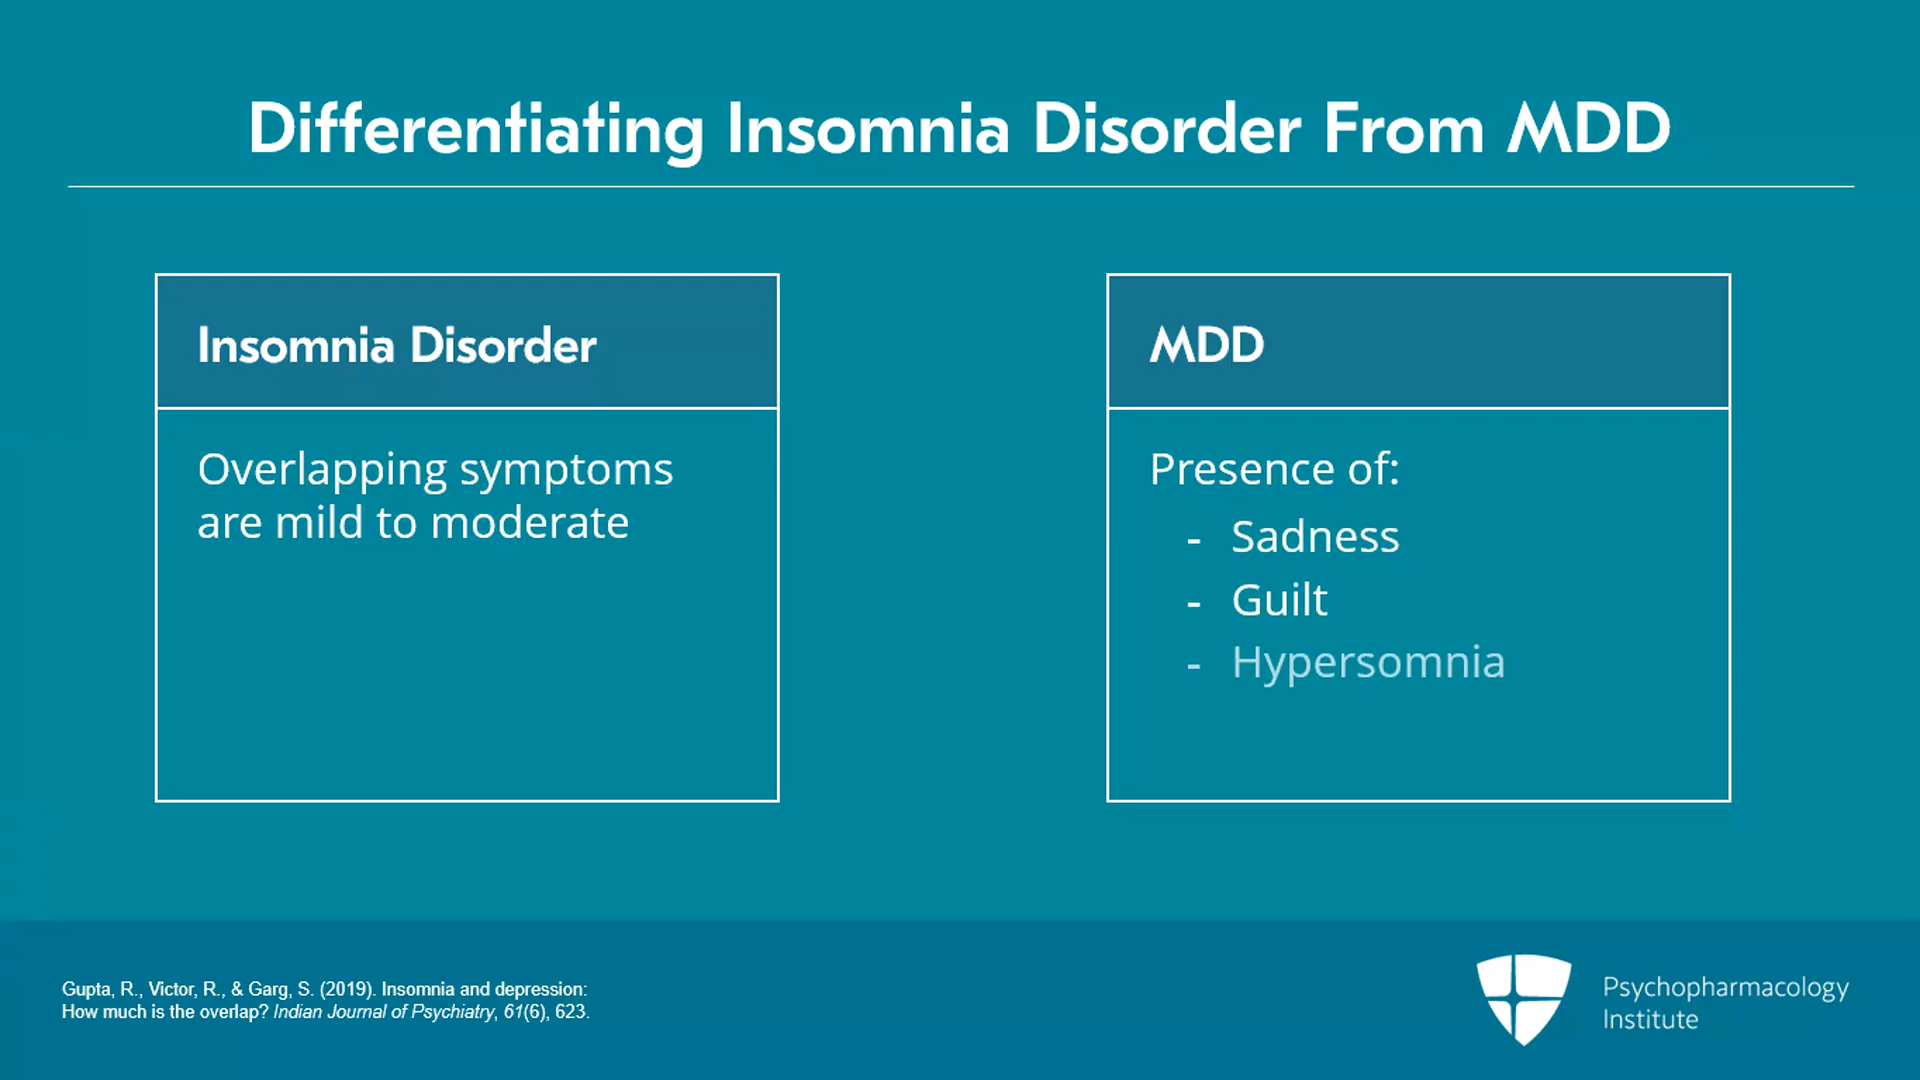 Differentiating Insomnia Disorder From MDD
Insomnia Disorder
Overlapping symptoms
are mild to moderate
MDD
Presence of:
- Sadness
- Guilt
- Hypersomnia
Gupta, R., Victor, R., & Garg, S. (2019). Insomnia and depression:
How much is the overlap? Indian Journal of Psychiatry, 61(6), 623.
Psychopharmacology
Institute